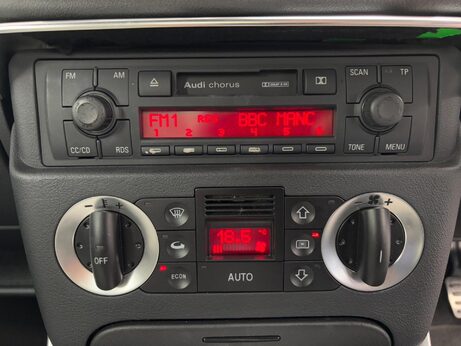 FM AM SCAN TP
Audi chorus
FM1 RDS BBC MANC
1 2 3 4 5 6
CC/CD RDS TONE MENU
- +
- +
18.5
OFF
ECON AUTO